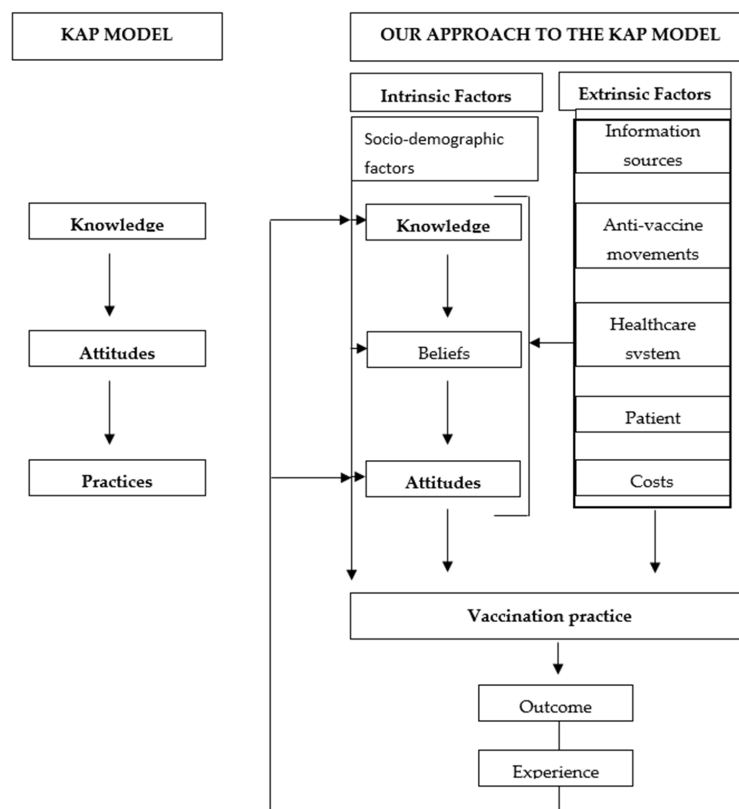 KAP MODEL
OUR APPROACH TO THE KAP MODEL
Intrinsic Factors
Extrinsic Factors
Socio-demographic
factors
Information
sources
Knowledge
Knowledge
Anti-vaccine
movements
Attitudes
Beliefs
Healthcare
system
Patient
Practices
Attitudes
Costs
Vaccination practice
Outcome
Experience